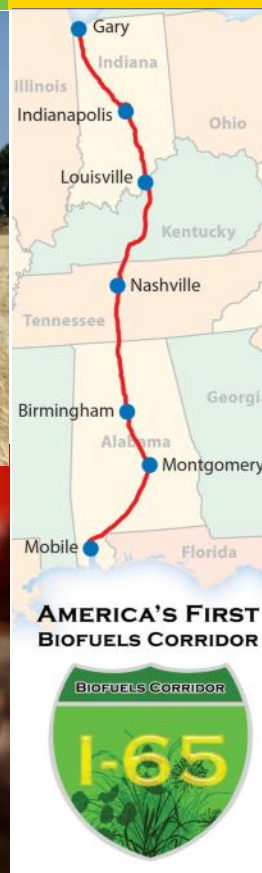 Gary
Indiana
Illinois
Indianapolis
Ohio
Louisville
Kentucky
Nashville
Tennessee
Georgi
Birmingham
Alabama
Montgomery
Mobile
Florida
AMERICA'S FIRST
BIOFUELS CORRIDOR
BIOFUELS CORRIDOR
I-65